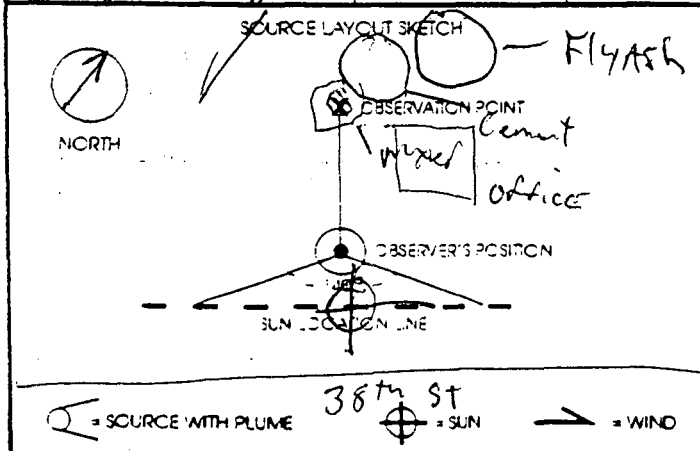 SOURCE LAYOUT SKETCH
FlyAsh
OBSERVATION POINT
NORTH
Cement
mixer
office
OBSERVER'S POSITION
140°
SUN LOCATION LINE
38th St
= SOURCE WITH PLUME
= SUN
= WIND